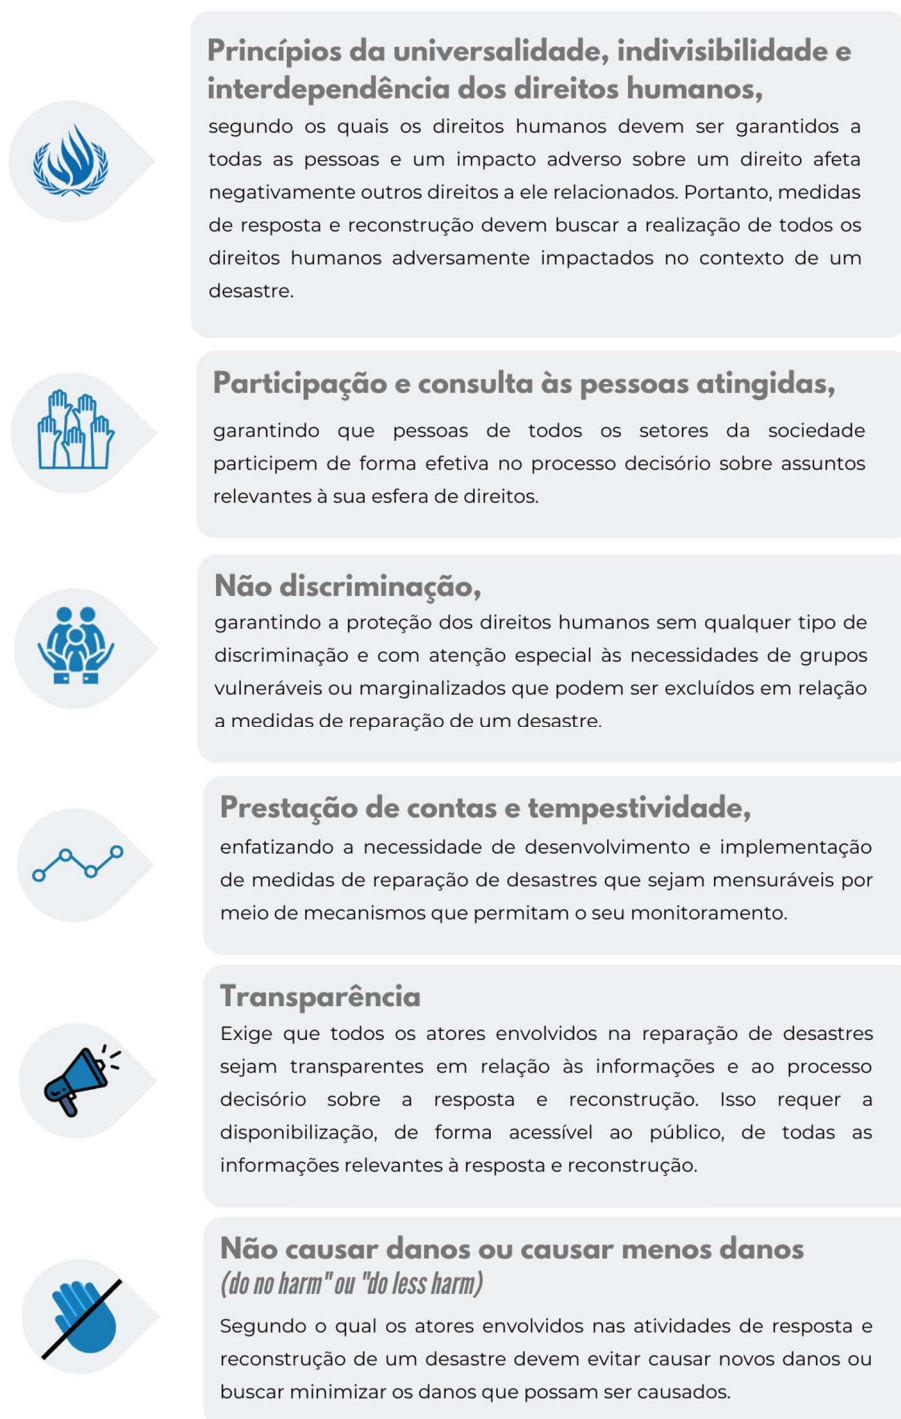 Princípios da universalidade, indivisibilidade e
interdependência dos direitos humanos,
segundo os quais os direitos humanos devem ser garantidos a
todas as pessoas e um impacto adverso sobre um direito afeta
negativamente outros direitos a ele relacionados. Portanto, medidas
de resposta e reconstrução devem buscar a realização de todos os
direitos humanos adversamente impactados no contexto de um
desastre.
Participação e consulta às pessoas atingidas,
garantindo que pessoas de todos os setores da sociedade
participem de forma efetiva no processo decisório sobre assuntos
relevantes à sua esfera de direitos.
Não discriminação,
garantindo a proteção dos direitos humanos sem qualquer tipo de
discriminação e com atenção especial às necessidades de grupos
vulneráveis ou marginalizados que podem ser excluídos em relação
a medidas de reparação de um desastre.
Prestação de contas e tempestividade,
enfatizando a necessidade de desenvolvimento e implementação
de medidas de reparação de desastres que sejam mensuráveis por
meio de mecanismos que permitam o seu monitoramento.
Transparência
Exige que todos os atores envolvidos na reparação de desastres
sejam transparentes em relação às informações e ao processo
decisório sobre a resposta e reconstrução. Isso requer a
disponibilização, de forma acessível ao público, de todas as
informações relevantes à resposta e reconstrução.
Não causar danos ou causar menos danos
(do no harm" ou "do less harm)
Segundo o qual os atores envolvidos nas atividades de resposta e
reconstrução de um desastre devem evitar causar novos danos ou
buscar minimizar os danos que possam ser causados.